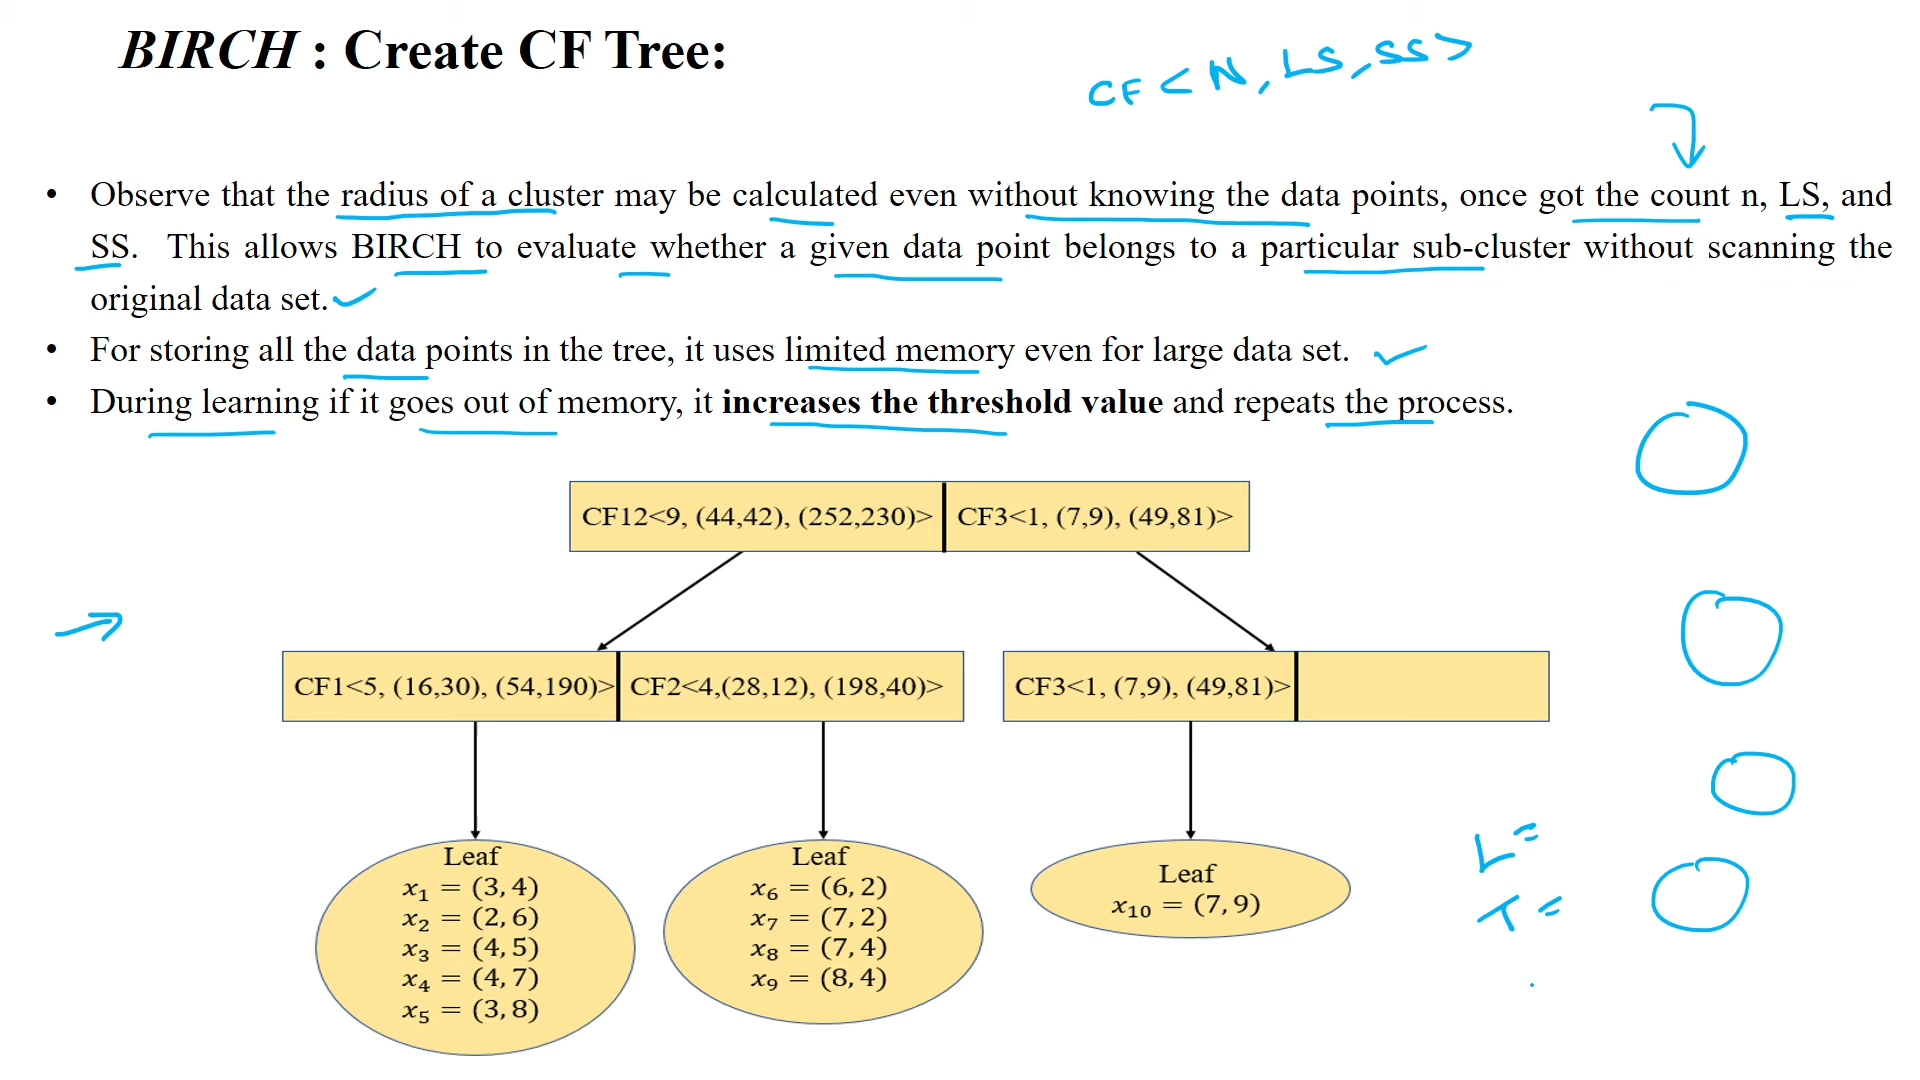 BIRCH : Create CF Tree:
CF < N, LS, SS >
• Observe that the radius of a cluster may be calculated even without knowing the data points, once got the count n, LS, and
SS. This allows BIRCH to evaluate whether a given data point belongs to a particular sub-cluster without scanning the
original data set.
• For storing all the data points in the tree, it uses limited memory even for large data set.
• During learning if it goes out of memory, it increases the threshold value and repeats the process.
CF12<9, (44,42), (252,230)> CF3<1, (7,9), (49,81)>
CF1<5, (16,30), (54,190)> CF2<4,(28,12), (198,40)> CF3<1, (7,9), (49,81)>
Leaf
x₁ = (3, 4)
x₂ = (2, 6)
x₃ = (4, 5)
x₄ = (4, 7)
x₅ = (3, 8)
Leaf
x₆ = (6, 2)
x₇ = (7, 2)
x₈ = (7, 4)
x₉ = (8, 4)
Leaf
x₁₀ = (7, 9)
L =
T =